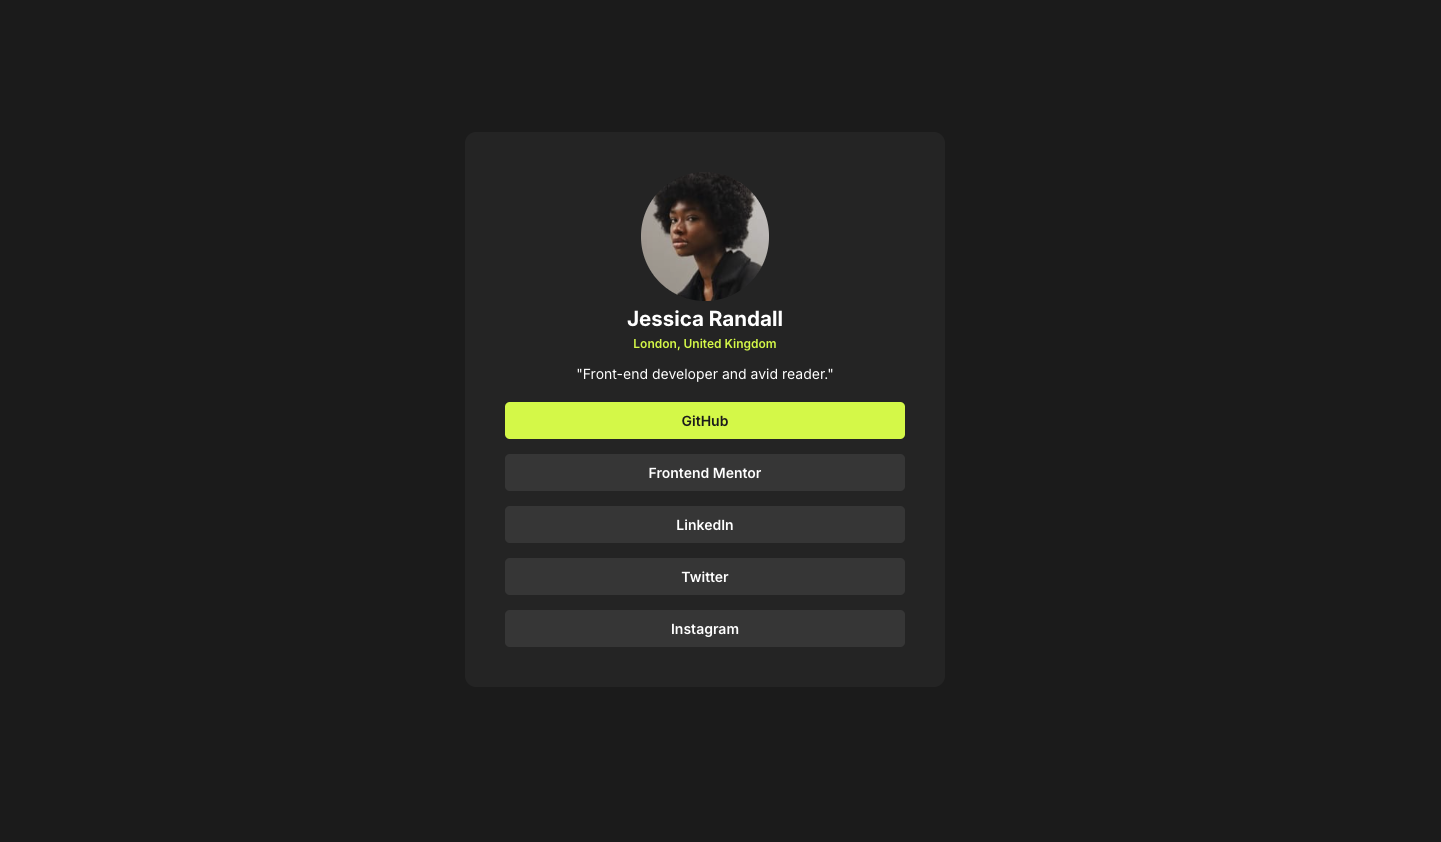 Jessica Randall
London, United Kingdom
"Front-end developer and avid reader."
GitHub
Frontend Mentor
LinkedIn
Twitter
Instagram